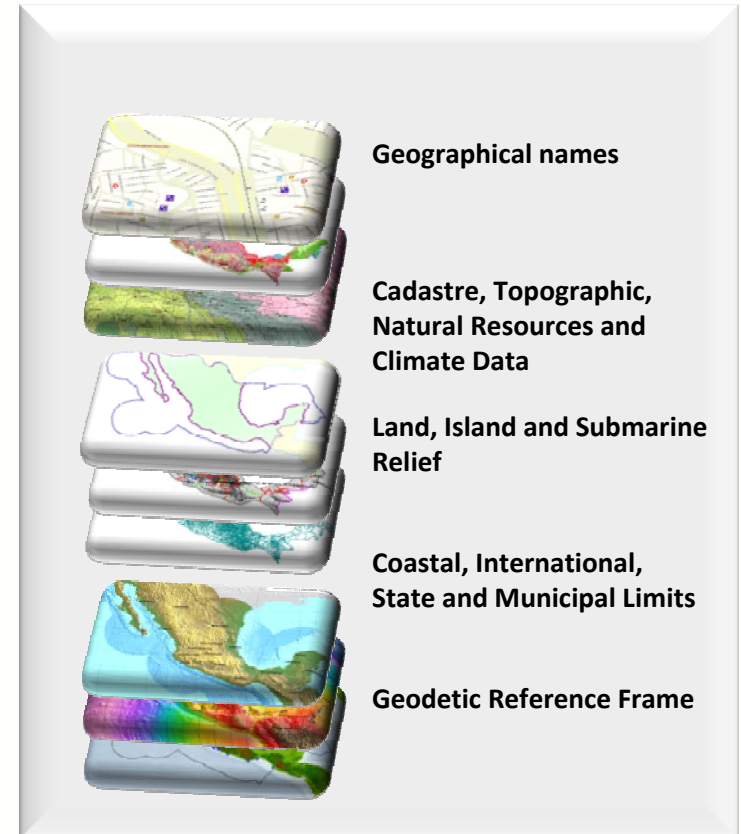 Geographical names
Cadastre, Topographic,
Natural Resources and
Climate Data
Land, Island and Submarine
Relief
Coastal, International,
State and Municipal Limits
Geodetic Reference Frame